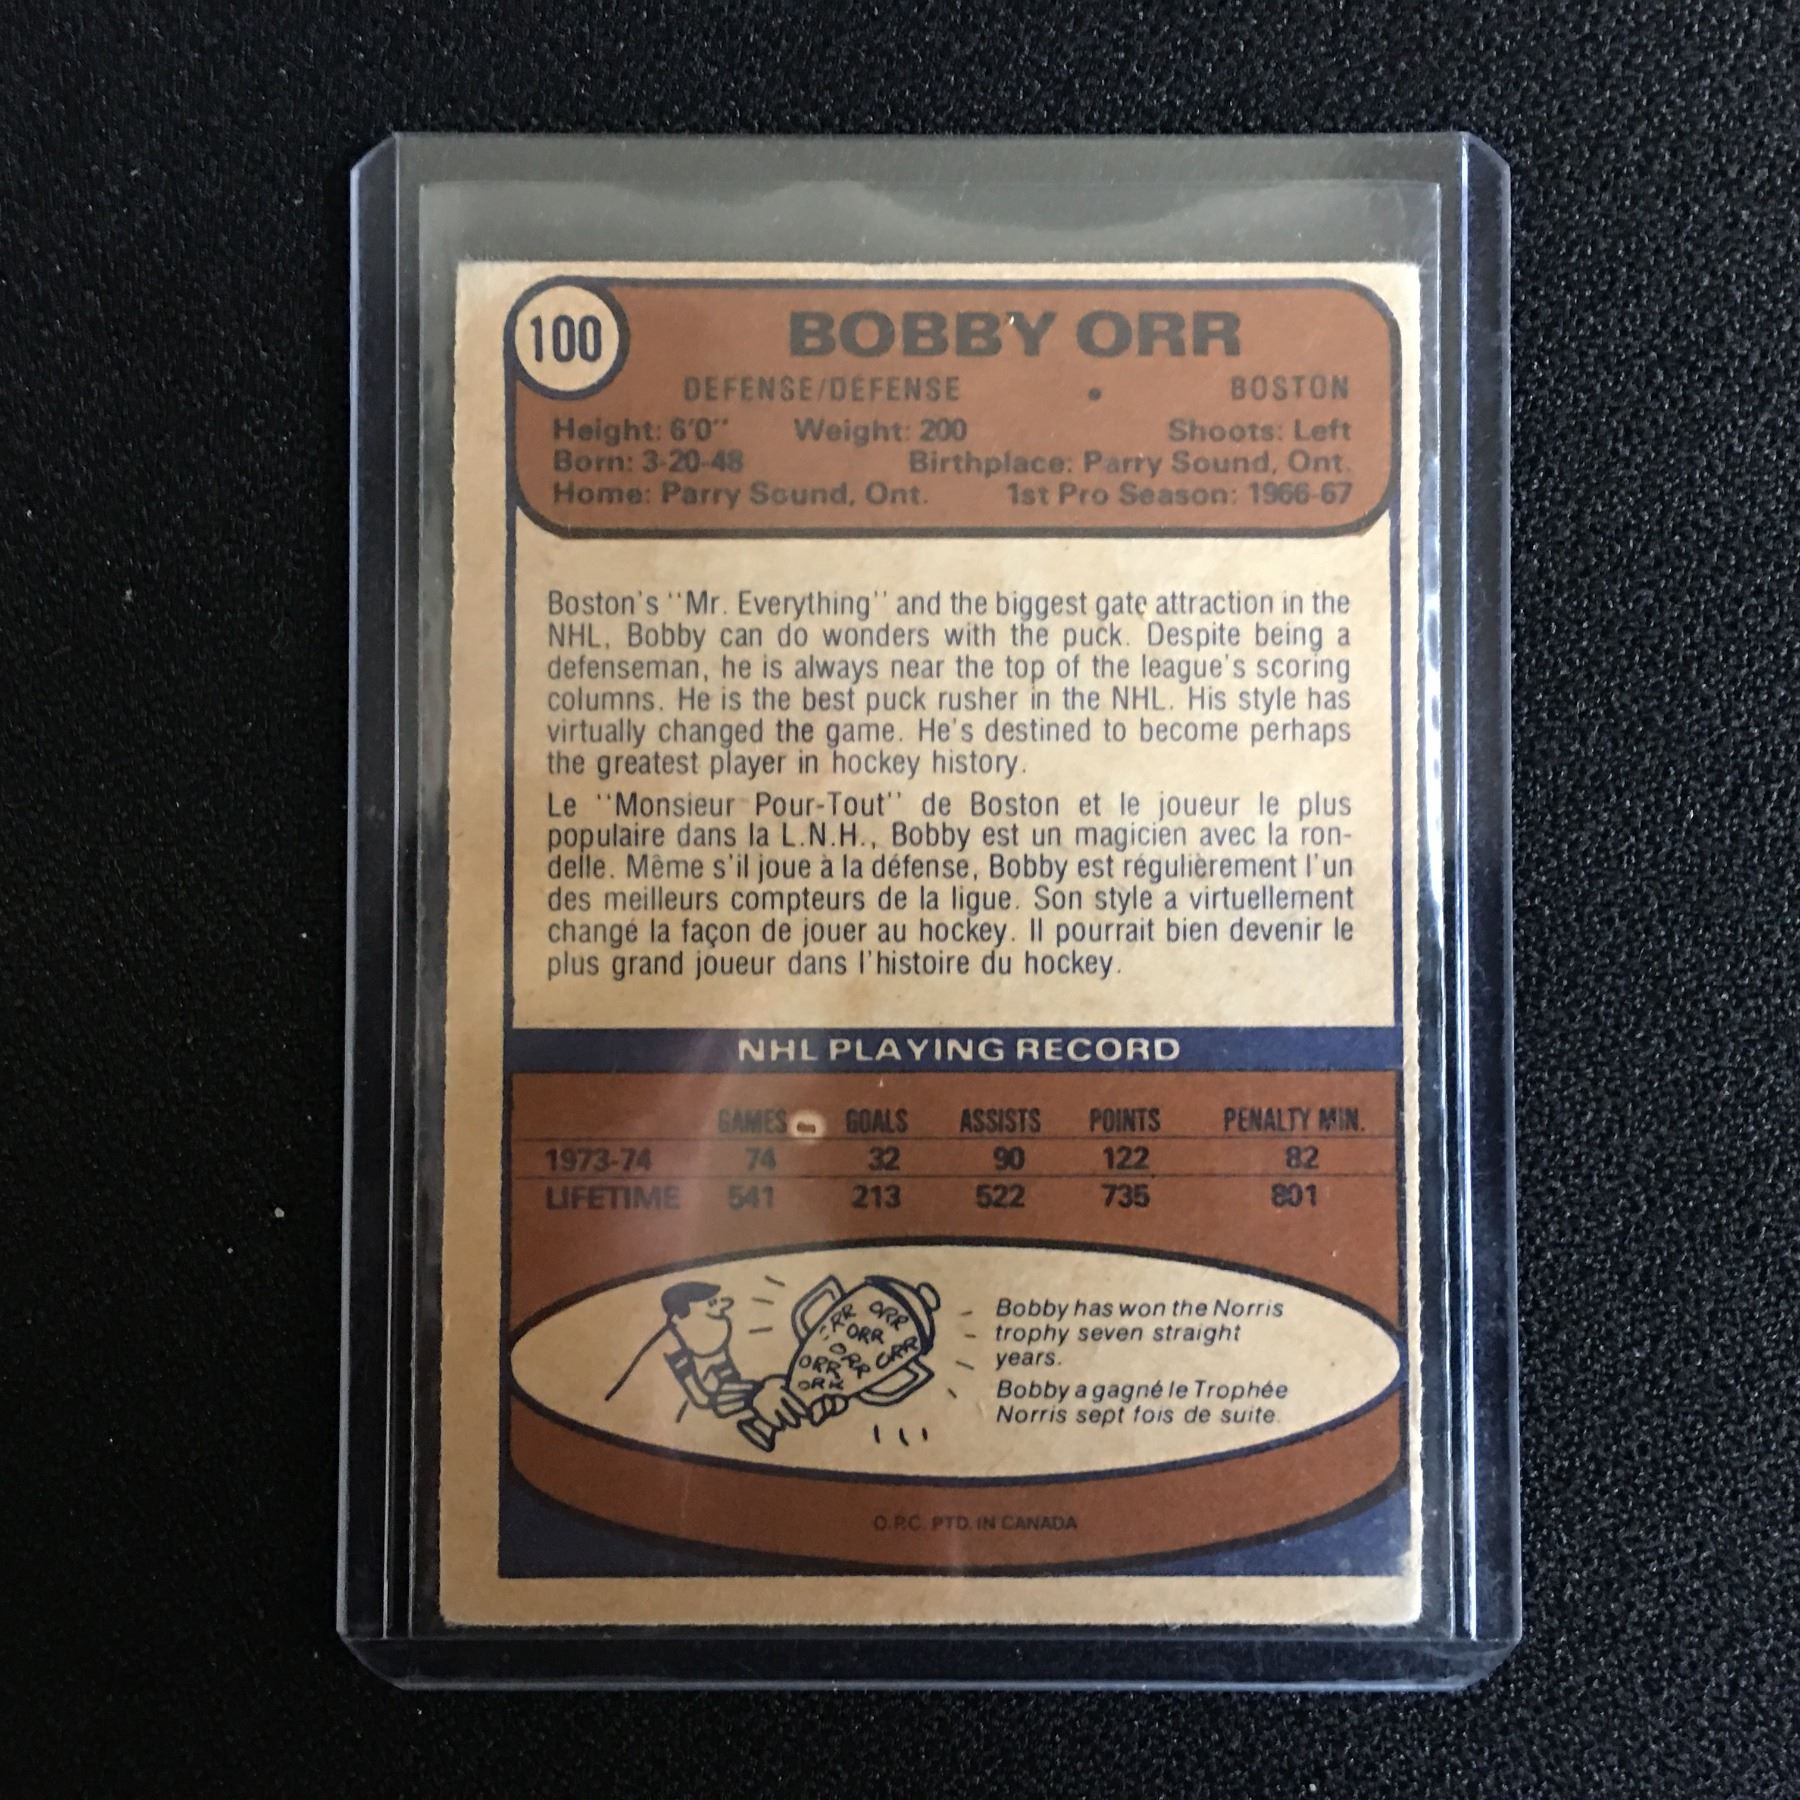 100
BOBBY ORR
DEFENSE/DÉFENSE • BOSTON
Height: 6'0" Weight: 200 Shoots: Left
Born: 3-20-48 Birthplace: Parry Sound, Ont.
Home: Parry Sound, Ont. 1st Pro Season: 1966-67
Boston's "Mr. Everything" and the biggest gate attraction in the
NHL, Bobby can do wonders with the puck. Despite being a
defenseman, he is always near the top of the league's scoring
columns. He is the best puck rusher in the NHL. His style has
virtually changed the game. He's destined to become perhaps
the greatest player in hockey history.
Le "Monsieur Pour-Tout" de Boston et le joueur le plus
populaire dans la L.N.H., Bobby est un magicien avec la ron-
delle. Même s'il joue à la défense, Bobby est régulièrement l'un
des meilleurs compteurs de la ligue. Son style a virtuellement
changé la façon de jouer au hockey. Il pourrait bien devenir le
plus grand joueur dans l'histoire du hockey.
NHL PLAYING RECORD
GAMES GOALS ASSISTS POINTS PENALTY MIN.
1973-74 74 32 90 122 82
LIFETIME 541 213 522 735 801
ORR ORR
ORR
ORR ORR
ORR
ORR
Bobby has won the Norris
trophy seven straight
years.
Bobby a gagné le Trophée
Norris sept fois de suite.
O.P.C. PTD. IN CANADA